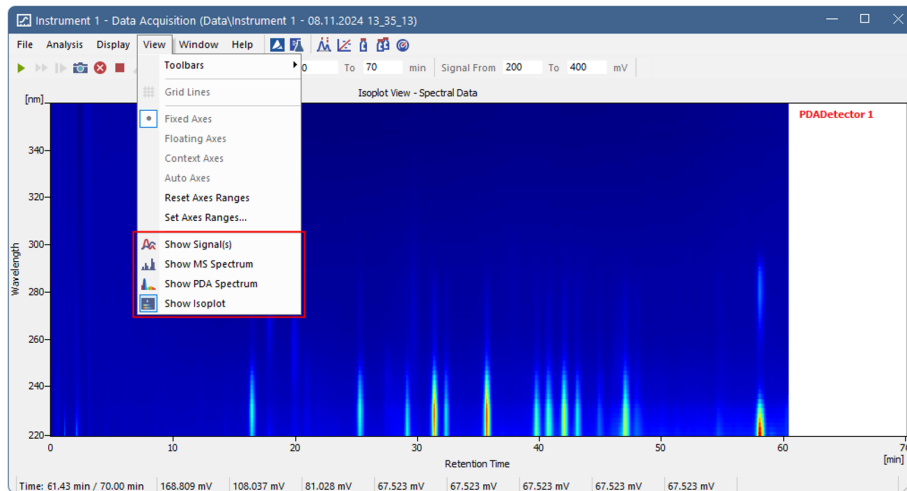 Instrument 1 - Data Acquisition (Data\Instrument 1 - 08.11.2024 13_35_13)
File Analysis Display View Window Help
0 To 70 min Signal From 200 To 400 mV
Toolbars
Grid Lines
Fixed Axes
Floating Axes
Context Axes
Auto Axes
Reset Axes Ranges
Set Axes Ranges...
Show Signal(s)
Show MS Spectrum
Show PDA Spectrum
Show Isoplot
Isoplot View - Spectral Data
[nm]
PDADetector 1
340
320
300
280
260
240
220
Wavelength
0 10 20 30 40 50 60
Retention Time
[min]
Time: 61.43 min / 70.00 min 168.809 mV 108.037 mV 81.028 mV 67.523 mV 67.523 mV 67.523 mV 67.523 mV 67.523 mV